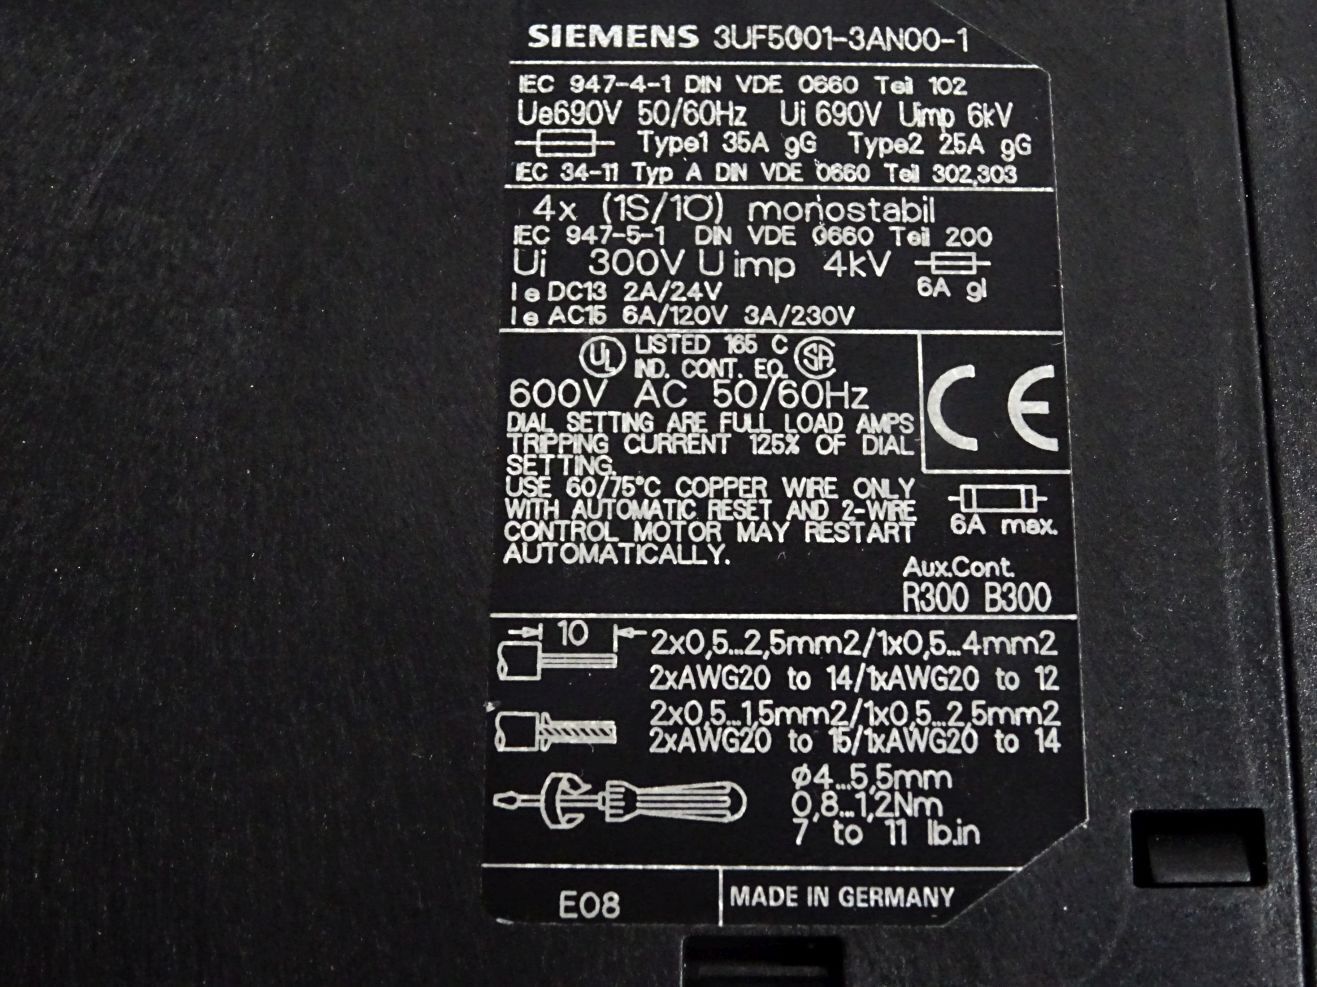 SIEMENS 3UF5001-3AN00-1
IEC 947-4-1 DIN VDE 0660 Teil 102
Ue690V 50/60Hz Ui 690V Uimp 6kV
Type1 35A gG Type2 25A gG
IEC 34-11 Typ A DIN VDE 0660 Teil 302,303
4x (1S/1Ö) monostabil
IEC 947-5-1 DIN VDE 0660 Teil 200
Ui 300V Uimp 4kV
6A gl
Ie DC13 2A/24V
Ie AC15 6A/120V 3A/230V
UL LISTED 165 C SA
IND. CONT. EQ.
600V AC 50/60Hz
CE
DIAL SETTING ARE FULL LOAD AMPS
TRIPPING CURRENT 125% OF DIAL
SETTING.
USE 60/75°C COPPER WIRE ONLY
WITH AUTOMATIC RESET AND 2-WIRE
CONTROL MOTOR MAY RESTART
AUTOMATICALLY.
6A max.
Aux.Cont.
R300 B300
10
2x0,5...2,5mm2/1x0,5...4mm2
2xAWG20 to 14/1xAWG20 to 12
2x0,5...1,5mm2/1x0,5...2,5mm2
2xAWG20 to 15/1xAWG20 to 14
ø4...5,5mm
0,8...1,2Nm
7 to 11 lb.in
E08
MADE IN GERMANY